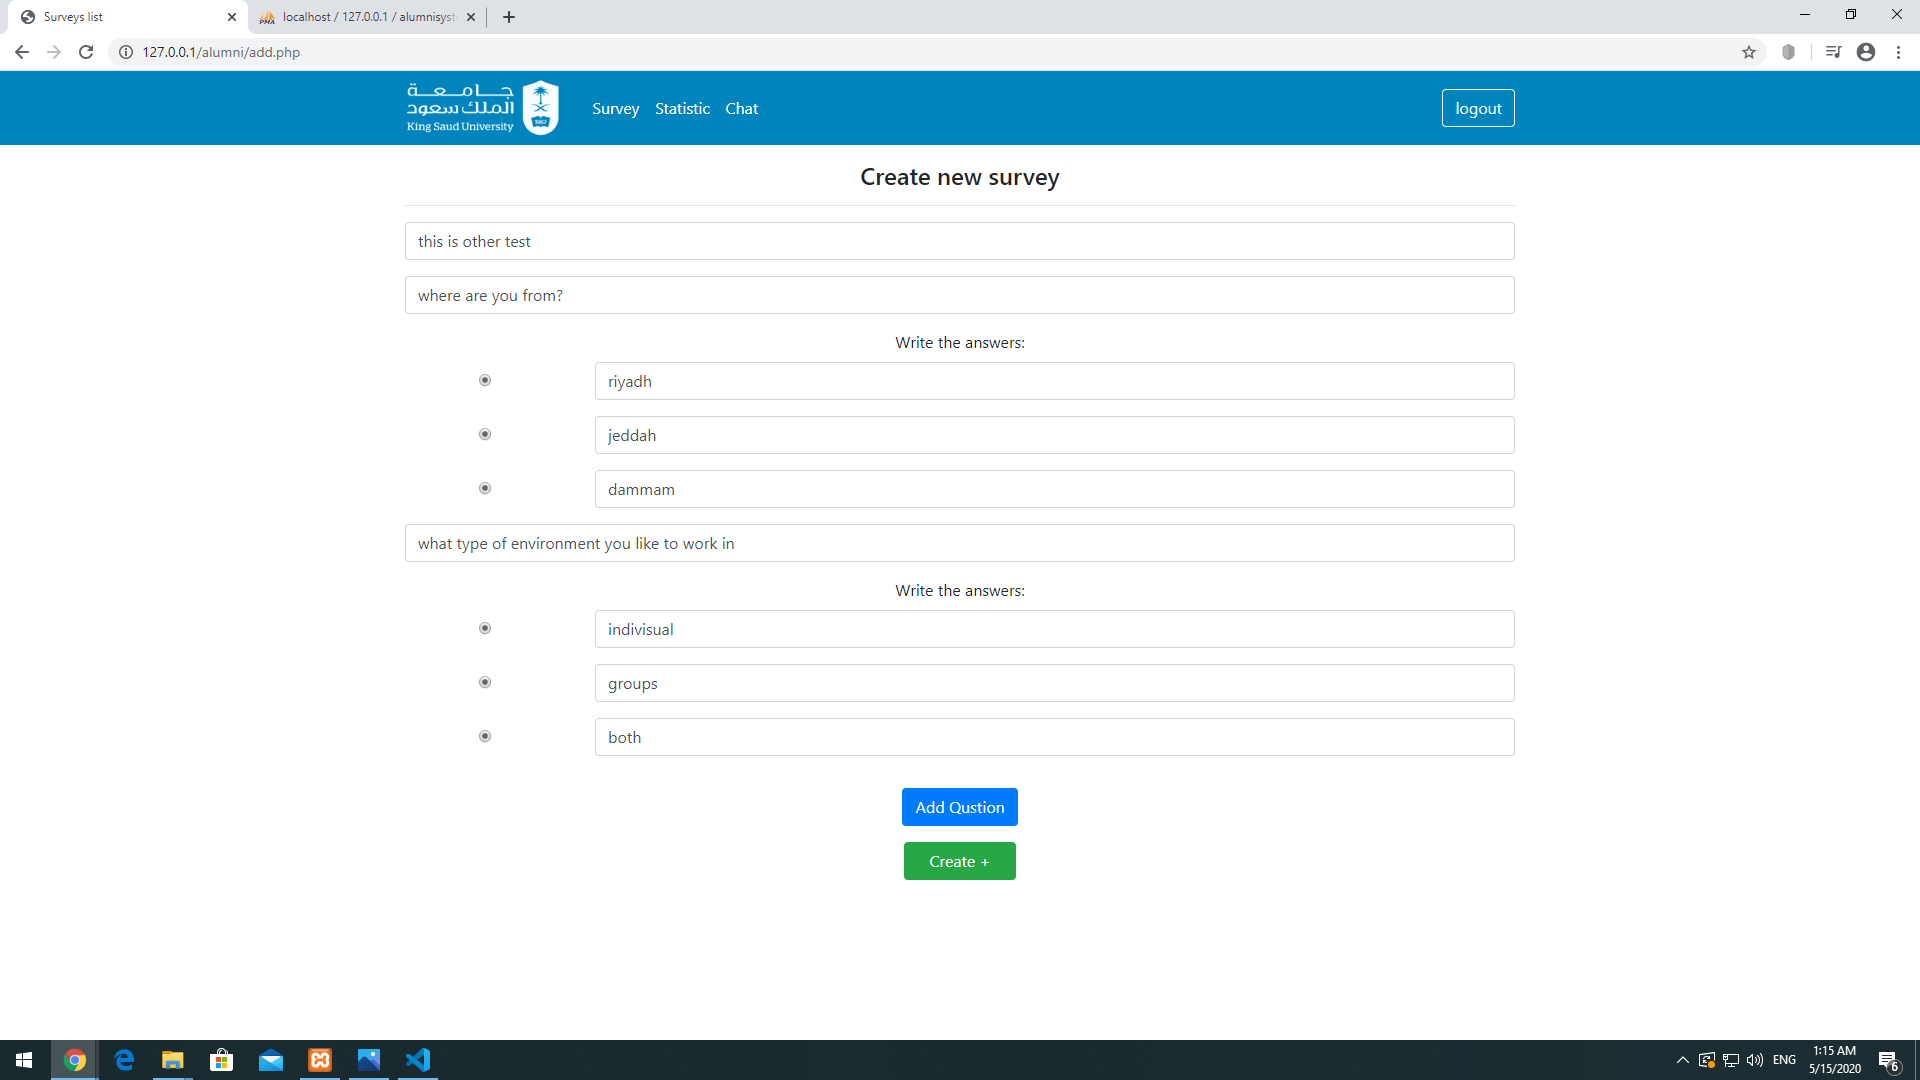 Surveys list
localhost / 127.0.0.1 / alumnisyst
127.0.0.1/alumni/add.php
جامعة
الملك سعود
King Saud University
1957
Survey Statistic Chat
logout
Create new survey
this is other test
where are you from?
Write the answers:
riyadh
jeddah
dammam
what type of environment you like to work in
Write the answers:
indivisual
groups
both
Add Qustion
Create +
ENG
1:15 AM
5/15/2020
6